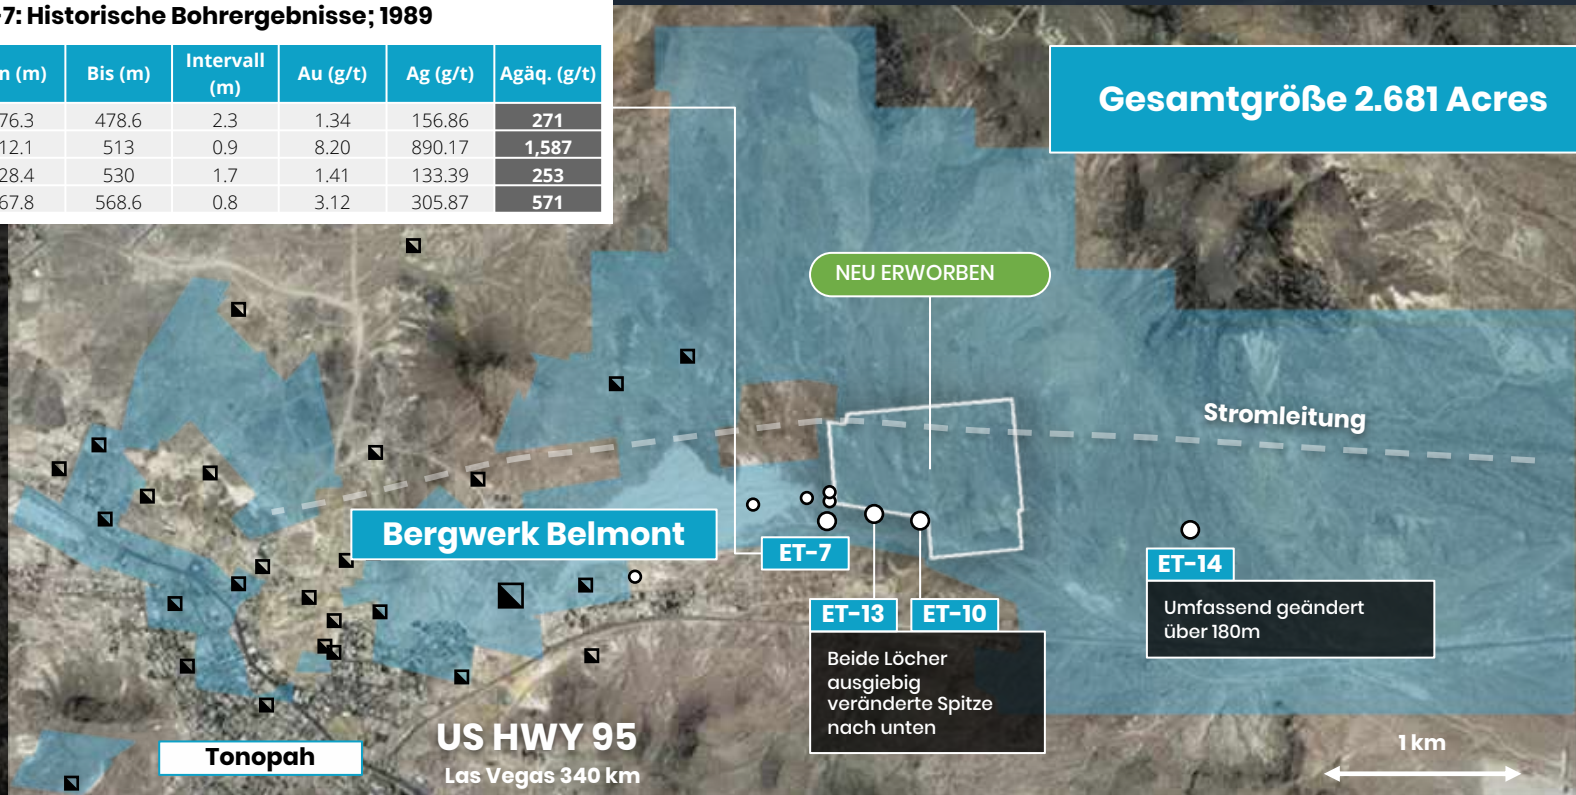 -7: Historische Bohrergebnisse; 1989
n (m) Bis (m) Intervall (m) Au (g/t) Ag (g/t) Agäq. (g/t)
76.3 478.6 2.3 1.34 156.86 271
12.1 513 0.9 8.20 890.17 1,587
28.4 530 1.7 1.41 133.39 253
67.8 568.6 0.8 3.12 305.87 571
Gesamtgröße 2.681 Acres
NEU ERWORBEN
Stromleitung
Bergwerk Belmont
ET-7
ET-14
Umfassend geändert
über 180m
ET-13
ET-10
Beide Löcher
ausgiebig
veränderte Spitze
nach unten
US HWY 95
Las Vegas 340 km
Tonopah
1 km